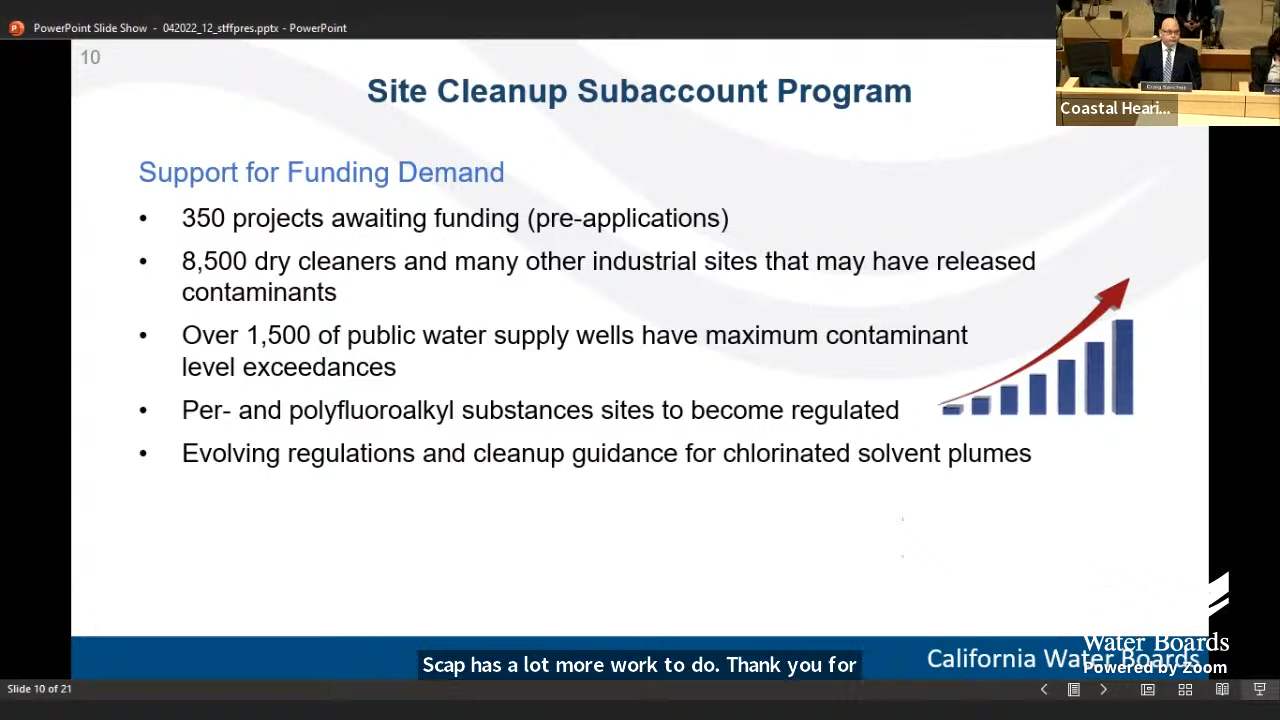 PowerPoint Slide Show - 042022_12_stffpres.pptx - PowerPoint
10
Site Cleanup Subaccount Program
Craig Sanchez
Coastal Heari...
Support for Funding Demand
• 350 projects awaiting funding (pre-applications)
• 8,500 dry cleaners and many other industrial sites that may have released
contaminants
• Over 1,500 of public water supply wells have maximum contaminant
level exceedances
• Per- and polyfluoroalkyl substances sites to become regulated
• Evolving regulations and cleanup guidance for chlorinated solvent plumes
Water Boards
California Water Boards
Scap has a lot more work to do. Thank you for
Powered by Zoom
Slide 10 of 21